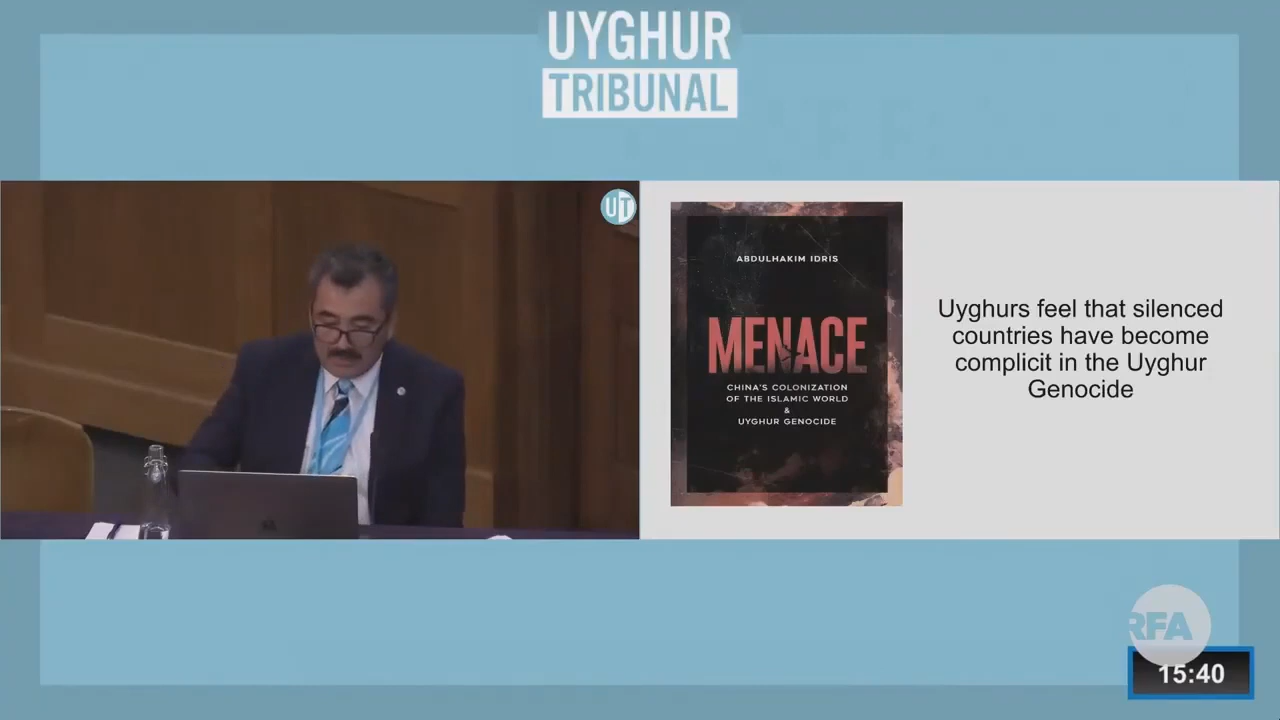 UYGHUR
TRIBUNAL
UT
ABDULHAKIM IDRIS
MENACE
CHINA'S COLONIZATION
OF THE ISLAMIC WORLD
&
UYGHUR GENOCIDE
Uyghurs feel that silenced
countries have become
complicit in the Uyghur
Genocide
RFA
15:40